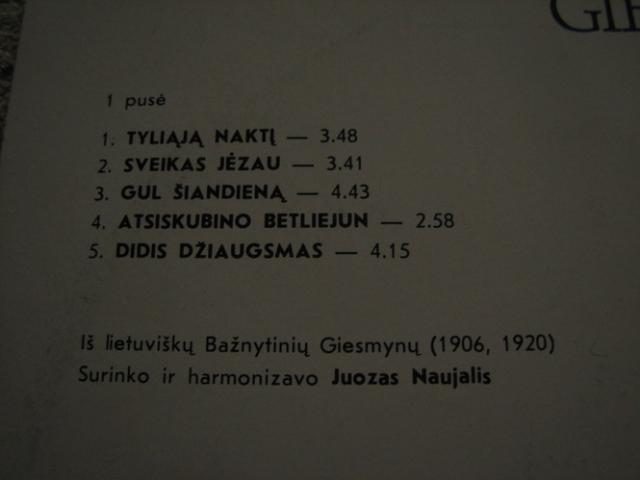 1 pusė
1. TYLIĄJĄ NAKTĮ — 3.48
2. SVEIKAS JĖZAU — 3.41
3. GUL ŠIANDIENĄ — 4.43
4. ATSISKUBINO BETLIEJUN — 2.58
5. DIDIS DŽIAUGSMAS — 4.15
Iš lietuviškų Bažnytinių Giesmynų (1906, 1920)
Surinko ir harmonizavo Juozas Naujalis